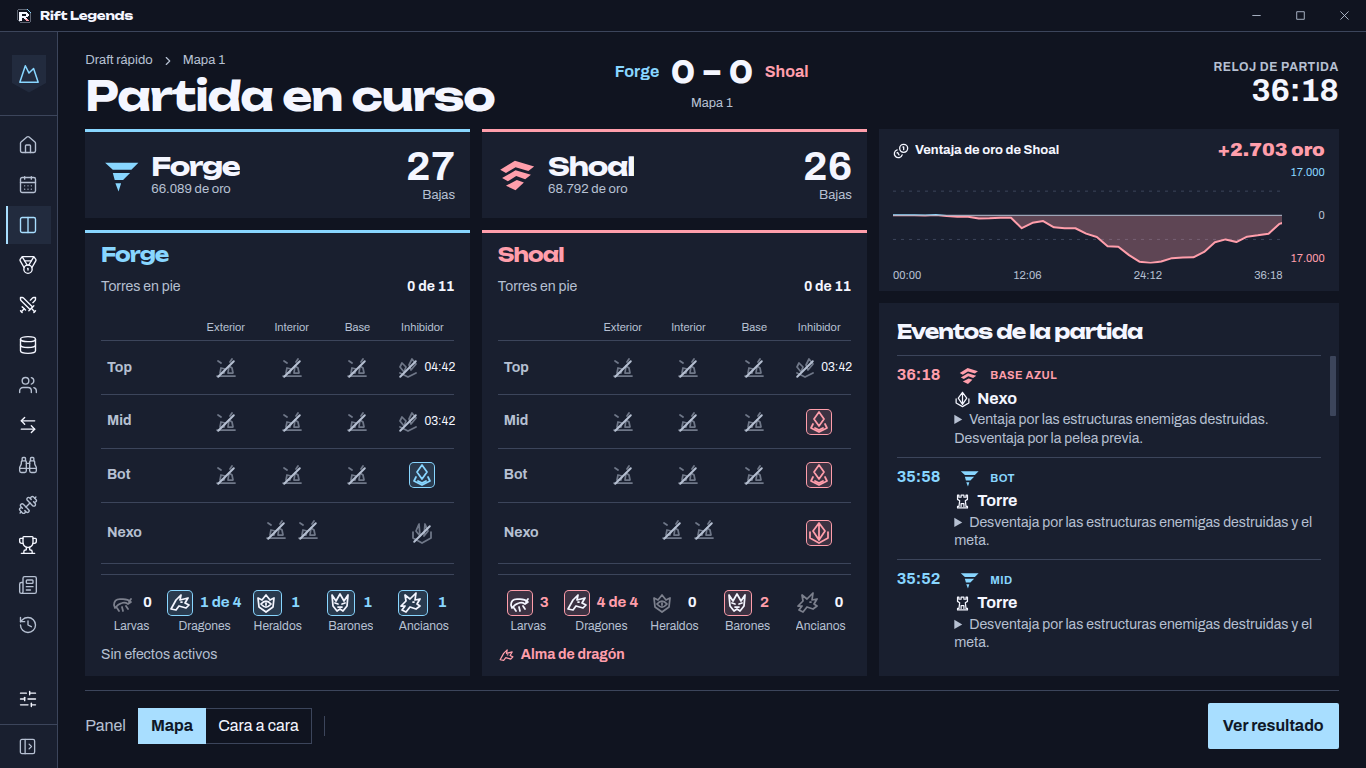 Rift Legends
Draft rápido > Mapa 1
Partida en curso
Forge 0 – 0 Shoal
Mapa 1
RELOJ DE PARTIDA
36:18
Forge
66.089 de oro
27
Bajas
Shoal
68.792 de oro
26
Bajas
Ventaja de oro de Shoal
+2.703 oro
17.000
0
17.000
00:00 12:06 24:12 36:18
Forge
Torres en pie 0 de 11
Exterior Interior Base Inhibidor
Top 04:42
Mid 03:42
Bot
Nexo
0 1 de 4 1 1 1
Larvas Dragones Heraldos Barones Ancianos
Sin efectos activos
Shoal
Torres en pie 0 de 11
Exterior Interior Base Inhibidor
Top 03:42
Mid
Bot
Nexo
3 4 de 4 0 2 0
Larvas Dragones Heraldos Barones Ancianos
Alma de dragón
Eventos de la partida
36:18 BASE AZUL
Nexo
Ventaja por las estructuras enemigas destruidas.
Desventaja por la pelea previa.
35:58 BOT
Torre
Desventaja por las estructuras enemigas destruidas y el
meta.
35:52 MID
Torre
Desventaja por las estructuras enemigas destruidas y el
meta.
Panel Mapa Cara a cara
Ver resultado